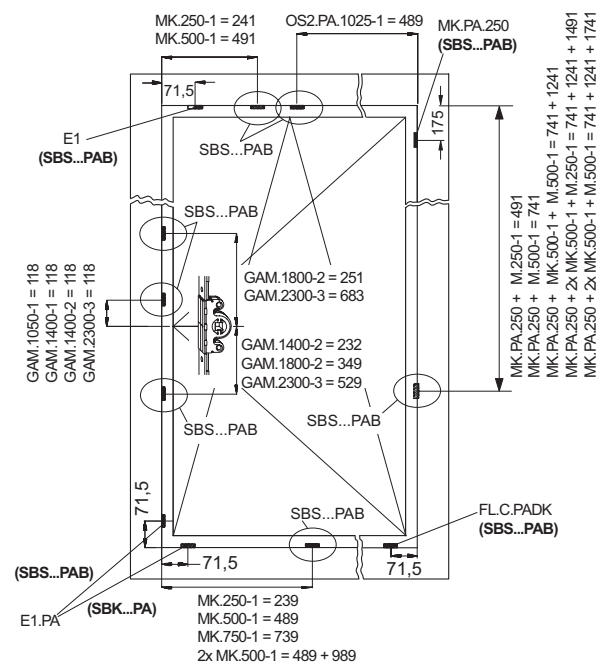 MK.250-1 = 241
MK.500-1 = 491
OS2.PA.1025-1 = 489
MK.PA.250
(SBS...PAB)
71,5
E1
(SBS...PAB)
SBS...PAB
175
SBS...PAB
GAM.1800-2 = 251
GAM.2300-3 = 683
GAM.1050-1 = 118
GAM.1400-1 = 118
GAM.1400-2 = 118
GAM.2300-3 = 118
GAM.1400-2 = 232
GAM.1800-2 = 349
GAM.2300-3 = 529
MK.PA.250 + M.250-1 = 491
MK.PA.250 + M.500-1 = 741
MK.PA.250 + MK.500-1 + M.500-1 = 741 + 1241
MK.PA.250 + 2x MK.500-1 + M.250-1 = 741 + 1241 + 1491
MK.PA.250 + 2x MK.500-1 + M.500-1 = 741 + 1241 + 1741
SBS...PAB
SBS...PAB
71,5
SBS...PAB
FL.C.PADK
(SBS...PAB)
71,5
71,5
(SBS...PAB)
(SBK...PA)
E1.PA
MK.250-1 = 239
MK.500-1 = 489
MK.750-1 = 739
2x MK.500-1 = 489 + 989